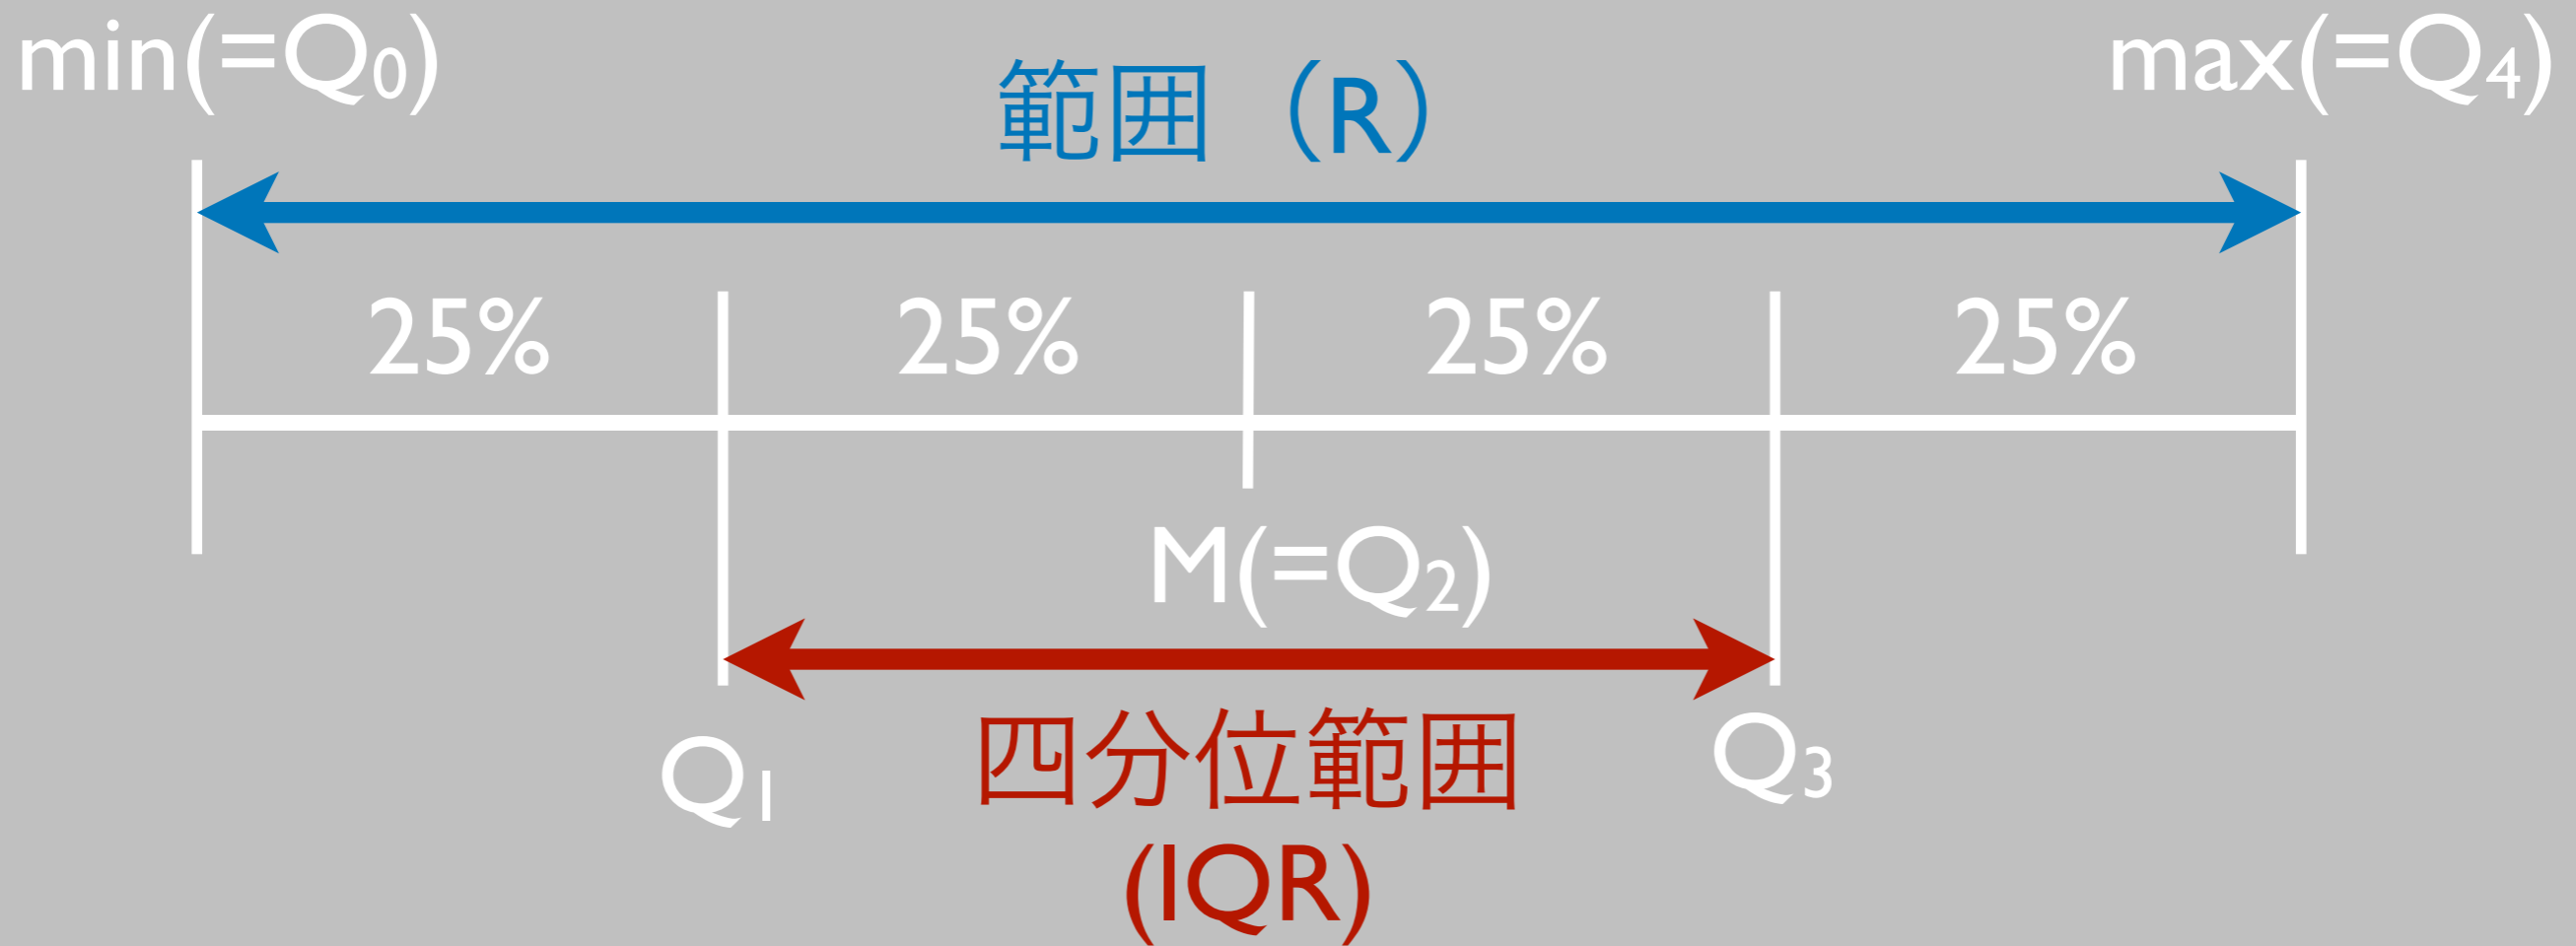 min(=Q₀)
max(=Q₄)
範囲（R）
25% 25% 25% 25%
M(=Q₂)
Q₁
四分位範囲
(IQR)
Q₃